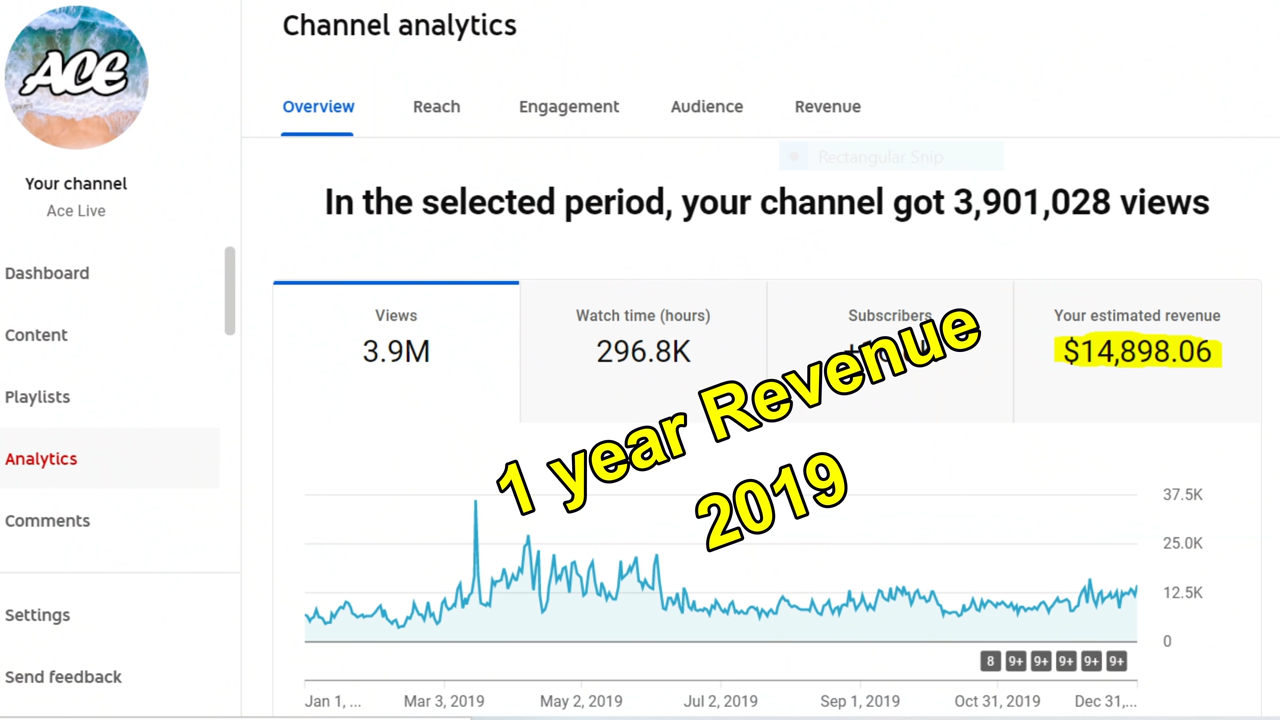 Channel analytics
ACE
Overview Reach Engagement Audience Revenue
Rectangular Snip
Your channel
Ace Live
In the selected period, your channel got 3,901,028 views
Dashboard
Content
Playlists
Analytics
Comments
Settings
Send feedback
Views Watch time (hours) Subscribers Your estimated revenue
3.9M 296.8K $14,898.06
1 year Revenue
2019
37.5K
25.0K
12.5K
0
8 9+ 9+ 9+ 9+ 9+
Jan 1, ... Mar 3, 2019 May 2, 2019 Jul 2, 2019 Sep 1, 2019 Oct 31, 2019 Dec 31,...